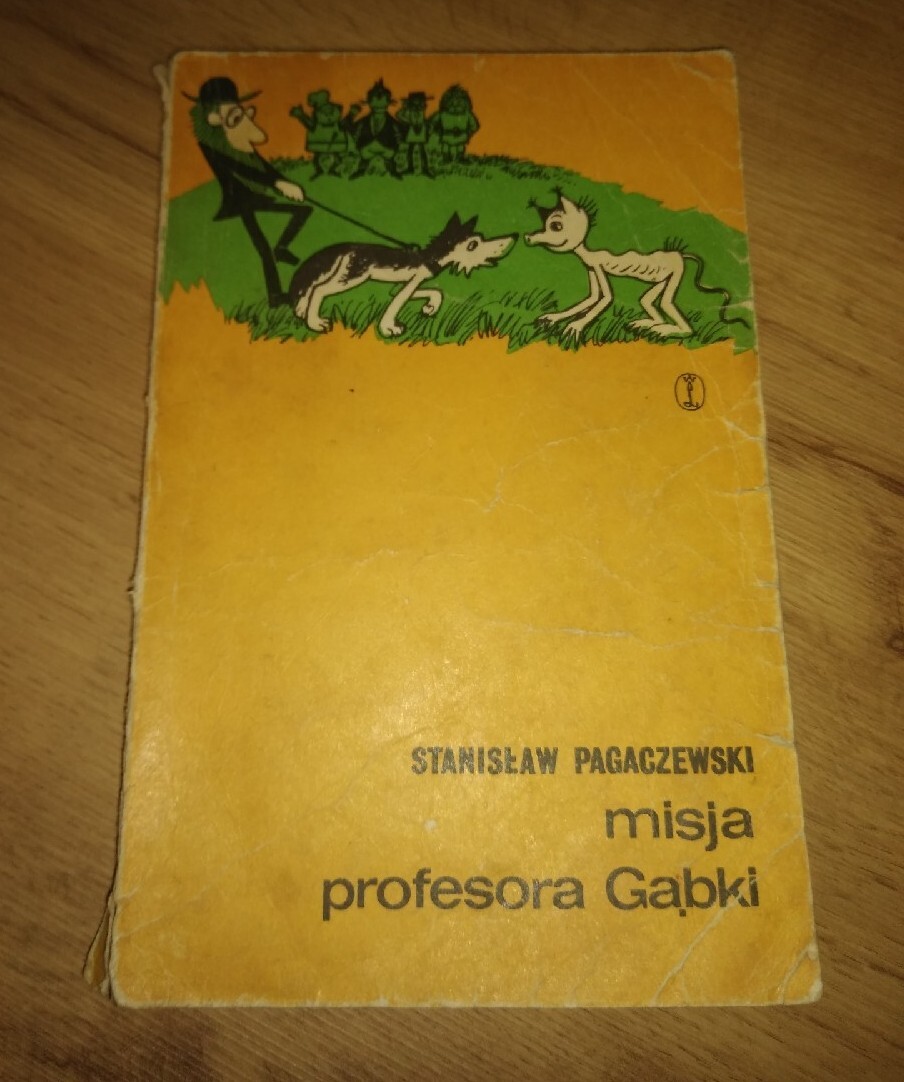 STANISŁAW PAGACZEWSKI
misja
profesora Gąbki